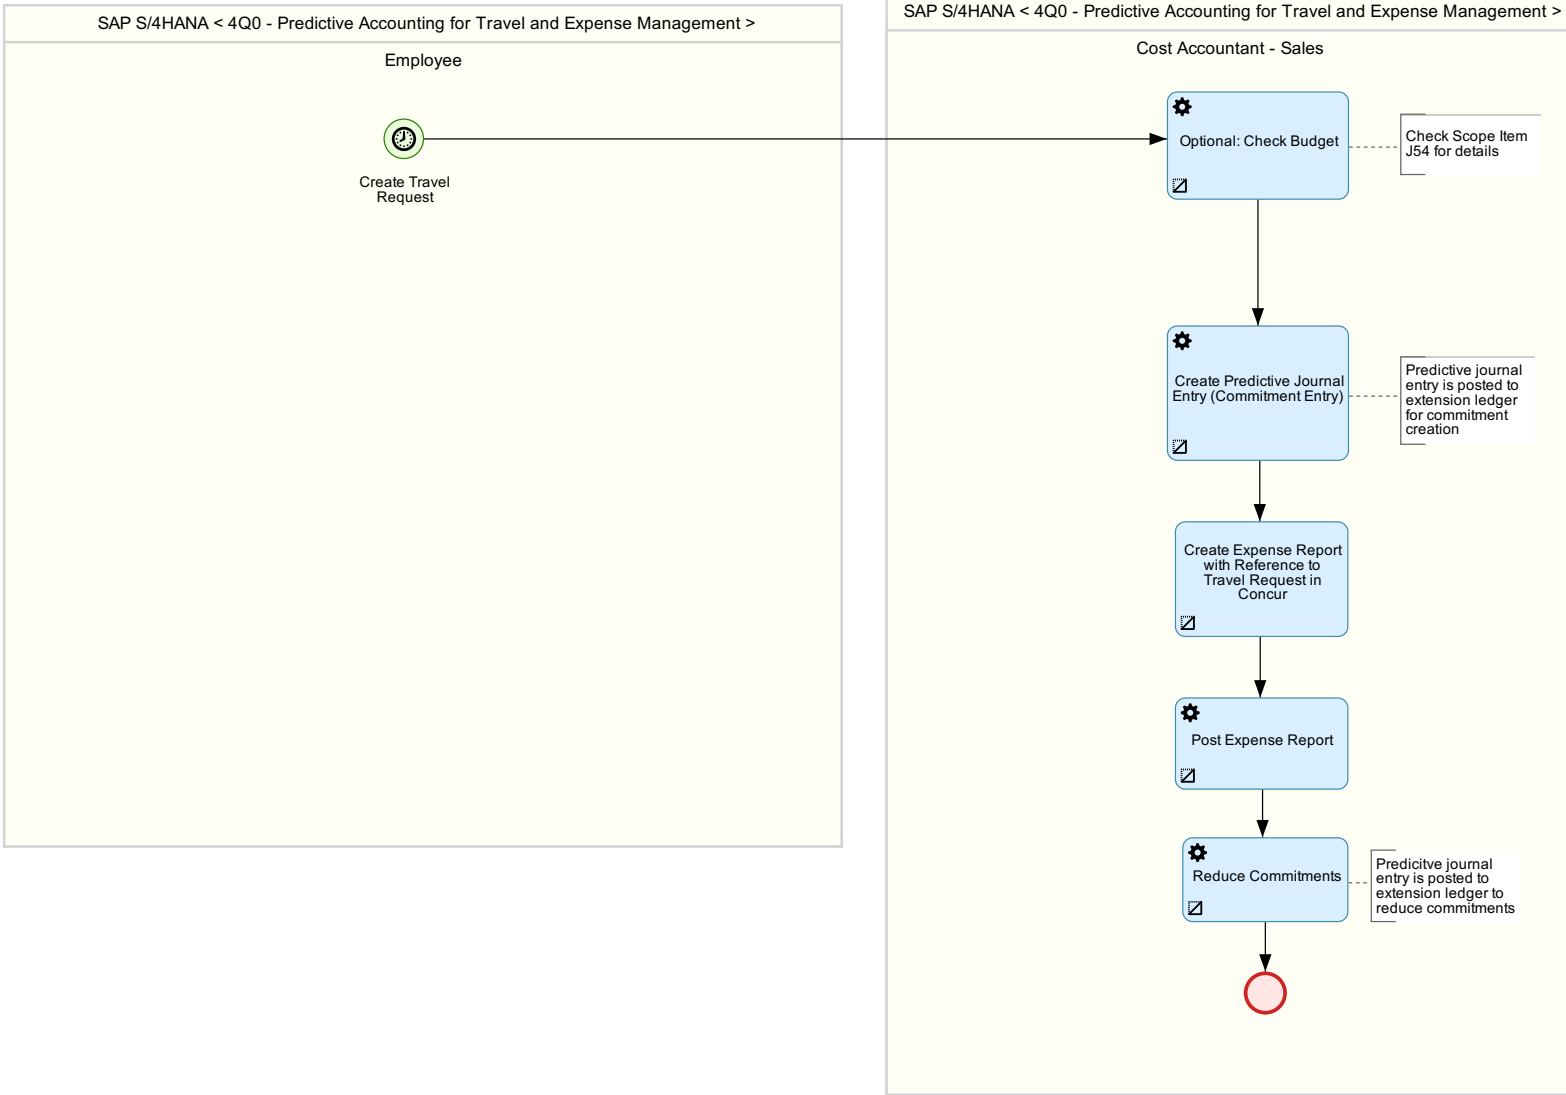 SAP S/4HANA < 4Q0 - Predictive Accounting for Travel and Expense Management >
Employee
Create Travel
Request
SAP S/4HANA < 4Q0 - Predictive Accounting for Travel and Expense Management >
Cost Accountant - Sales
Optional: Check Budget
Check Scope Item
J54 for details
Create Predictive Journal
Entry (Commitment Entry)
Predictive journal
entry is posted to
extension ledger
for commitment
creation
Create Expense Report
with Reference to
Travel Request in
Concur
Post Expense Report
Reduce Commitments
Predicitve journal
entry is posted to
extension ledger to
reduce commitments